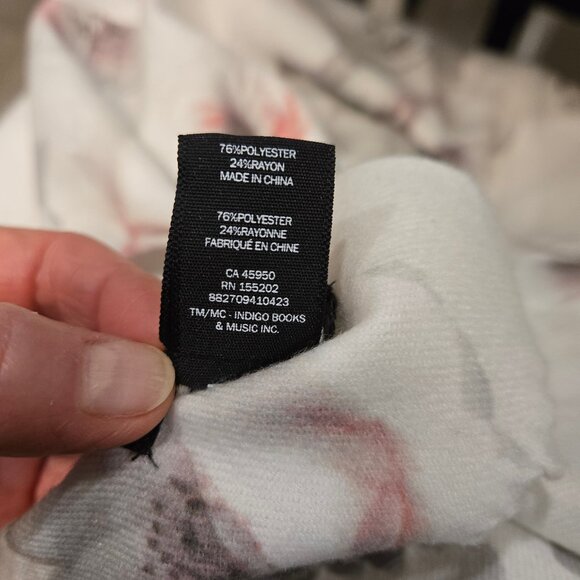 76%POLYESTER
24%RAYON
MADE IN CHINA
76%POLYESTER
24%RAYONNE
FABRIQUÉ EN CHINE
CA 45950
RN 155202
882709410423
TM/MC - INDIGO BOOKS
& MUSIC INC.